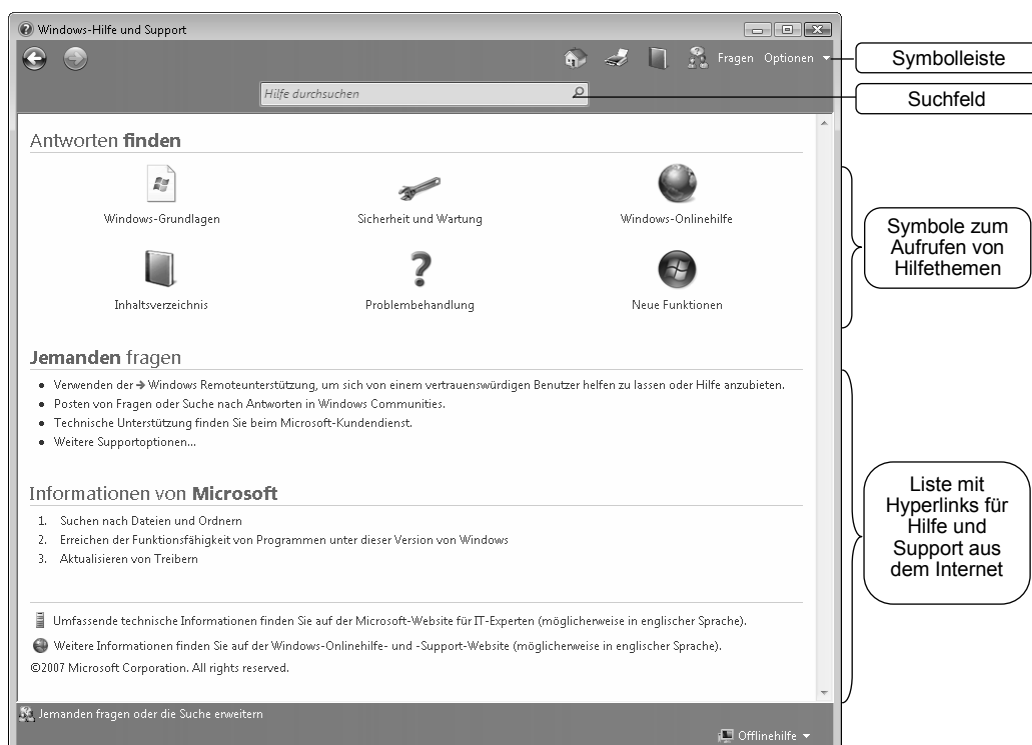 Windows-Hilfe und Support
Fragen Optionen
Symbolleiste
Hilfe durchsuchen
Suchfeld
Antworten finden
Windows-Grundlagen
Sicherheit und Wartung
Windows-Onlinehilfe
Inhaltsverzeichnis
Problembehandlung
Neue Funktionen
Symbole zum
Aufrufen von
Hilfethemen
Jemanden fragen
• Verwenden der → Windows Remoteunterstützung, um sich von einem vertrauenswürdigen Benutzer helfen zu lassen oder Hilfe anzubieten.
• Posten von Fragen oder Suche nach Antworten in Windows Communities.
• Technische Unterstützung finden Sie beim Microsoft-Kundendienst.
• Weitere Supportoptionen...
Informationen von Microsoft
1. Suchen nach Dateien und Ordnern
2. Erreichen der Funktionsfähigkeit von Programmen unter dieser Version von Windows
3. Aktualisieren von Treibern
Liste mit
Hyperlinks für
Hilfe und
Support aus
dem Internet
Umfassende technische Informationen finden Sie auf der Microsoft-Website für IT-Experten (möglicherweise in englischer Sprache).
Weitere Informationen finden Sie auf der Windows-Onlinehilfe- und -Support-Website (möglicherweise in englischer Sprache).
©2007 Microsoft Corporation. All rights reserved.
Jemanden fragen oder die Suche erweitern
Offlinehilfe